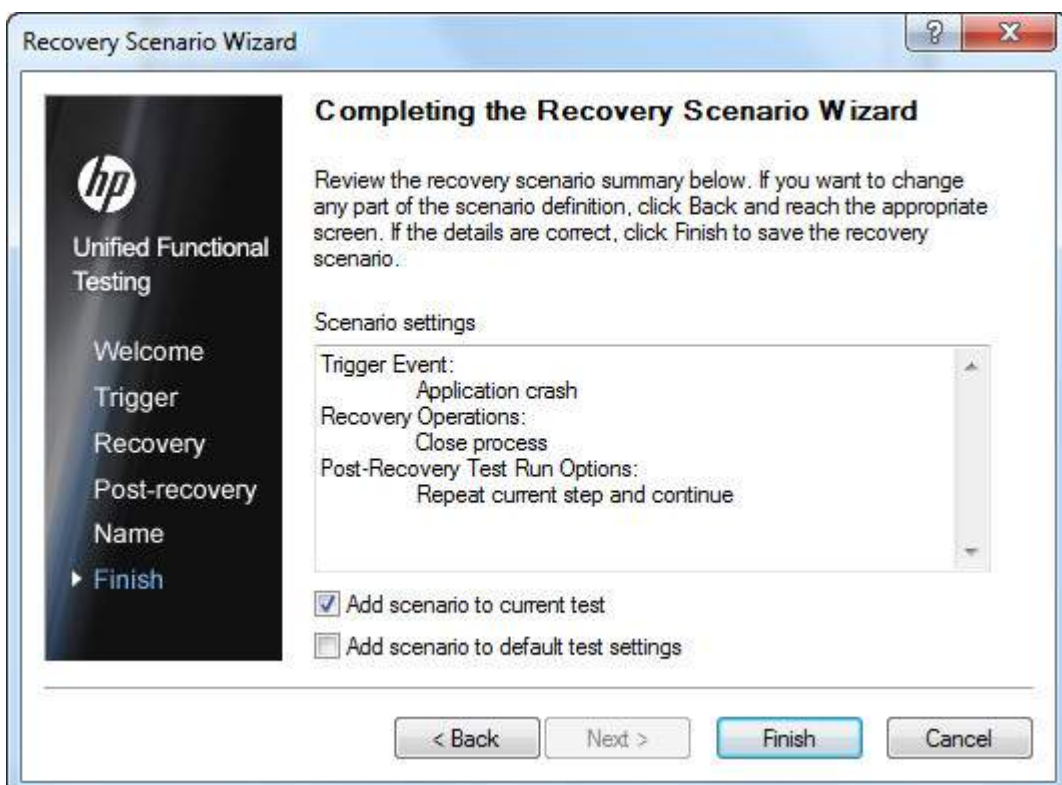 Recovery Scenario Wizard
?
X
hp
Unified Functional
Testing
Welcome
Trigger
Recovery
Post-recovery
Name
Finish
Completing the Recovery Scenario Wizard
Review the recovery scenario summary below. If you want to change
any part of the scenario definition, click Back and reach the appropriate
screen. If the details are correct, click Finish to save the recovery
scenario.
Scenario settings
Trigger Event:
Application crash
Recovery Operations:
Close process
Post-Recovery Test Run Options:
Repeat current step and continue
Add scenario to current test
Add scenario to default test settings
< Back
Next >
Finish
Cancel